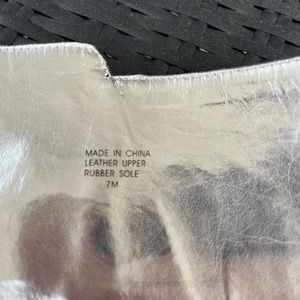 MADE IN CHINA
LEATHER UPPER
RUBBER SOLE
7M